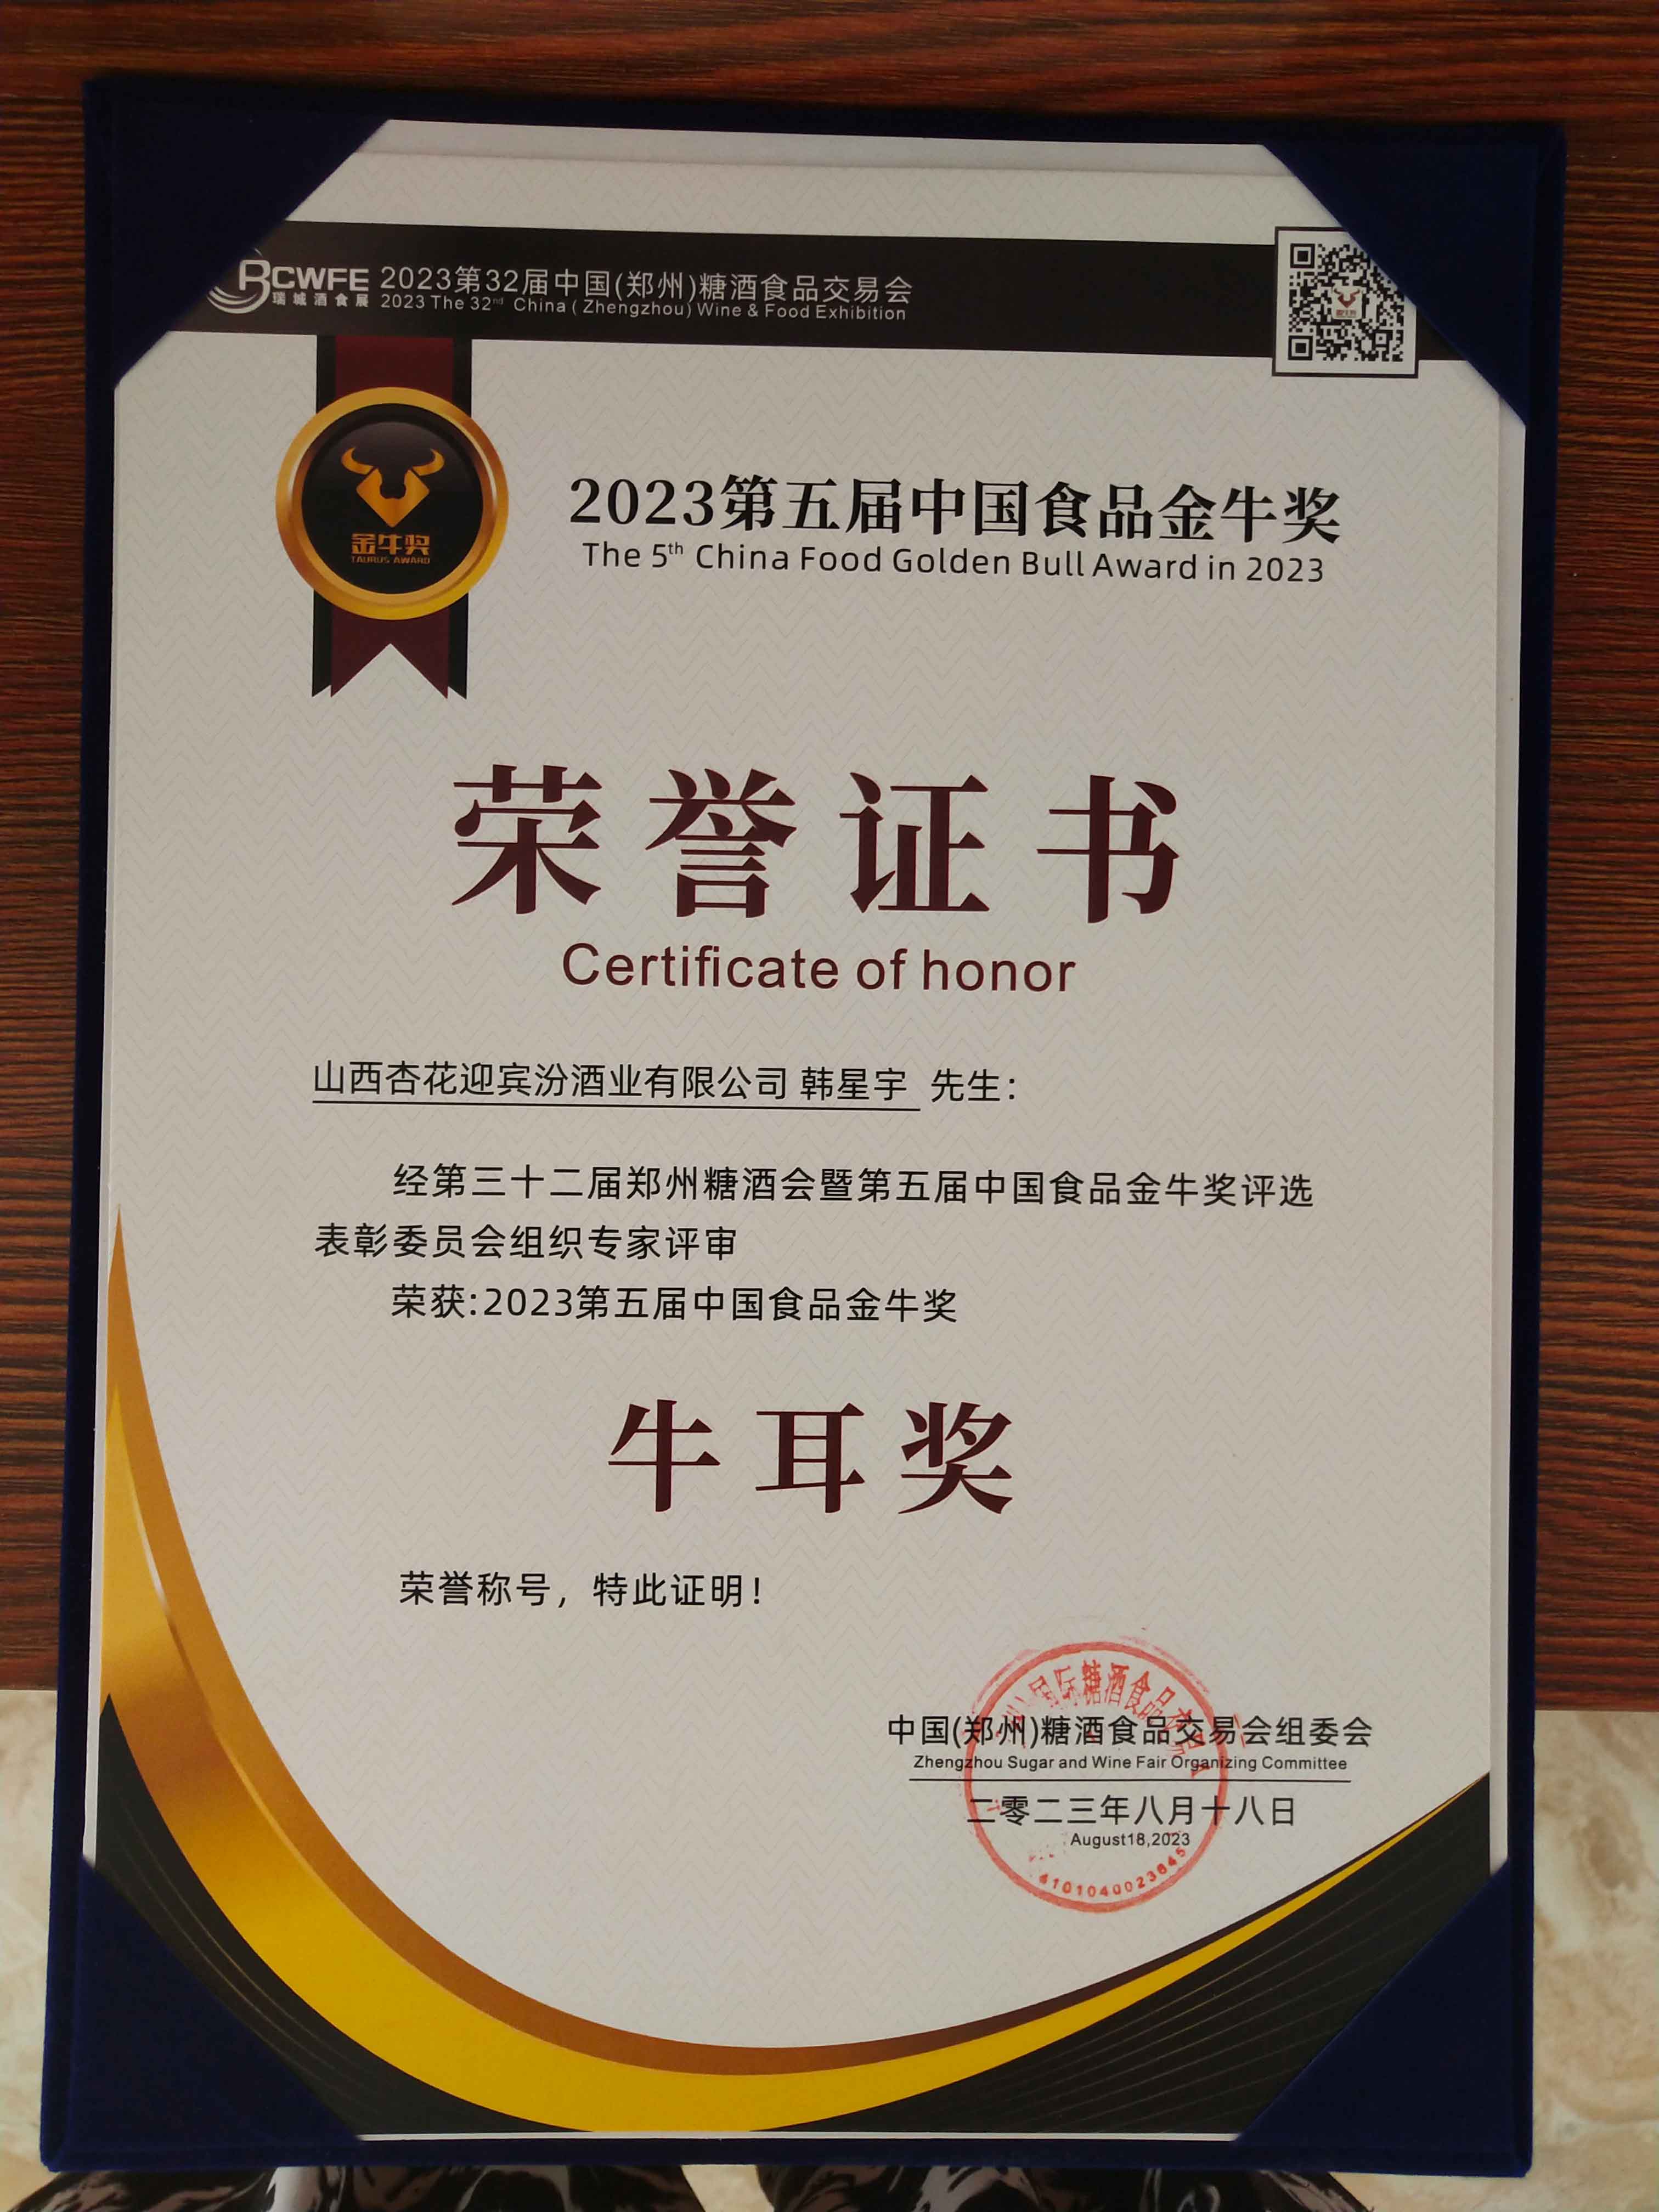 RCWFE
瑞城酒食展
2023第32届中国(郑州)糖酒食品交易会
2023 The 32nd China ( Zhengzhou) Wine & Food Exhibition
金牛奖
TAURUS AWARD
2023第五届中国食品金牛奖
The 5th China Food Golden Bull Award in 2023
荣誉证书
Certificate of honor
山西杏花迎宾汾酒业有限公司 韩星宇 先生：
经第三十二届郑州糖酒会暨第五届中国食品金牛奖评选
表彰委员会组织专家评审
荣获:2023第五届中国食品金牛奖
牛耳奖
荣誉称号，特此证明！
国际糖酒食品交易
中国(郑州)糖酒食品交易会组委会
Zhengzhou Sugar and Wine Fair Organizing Committee
二零二三年八月十八日
August18,2023